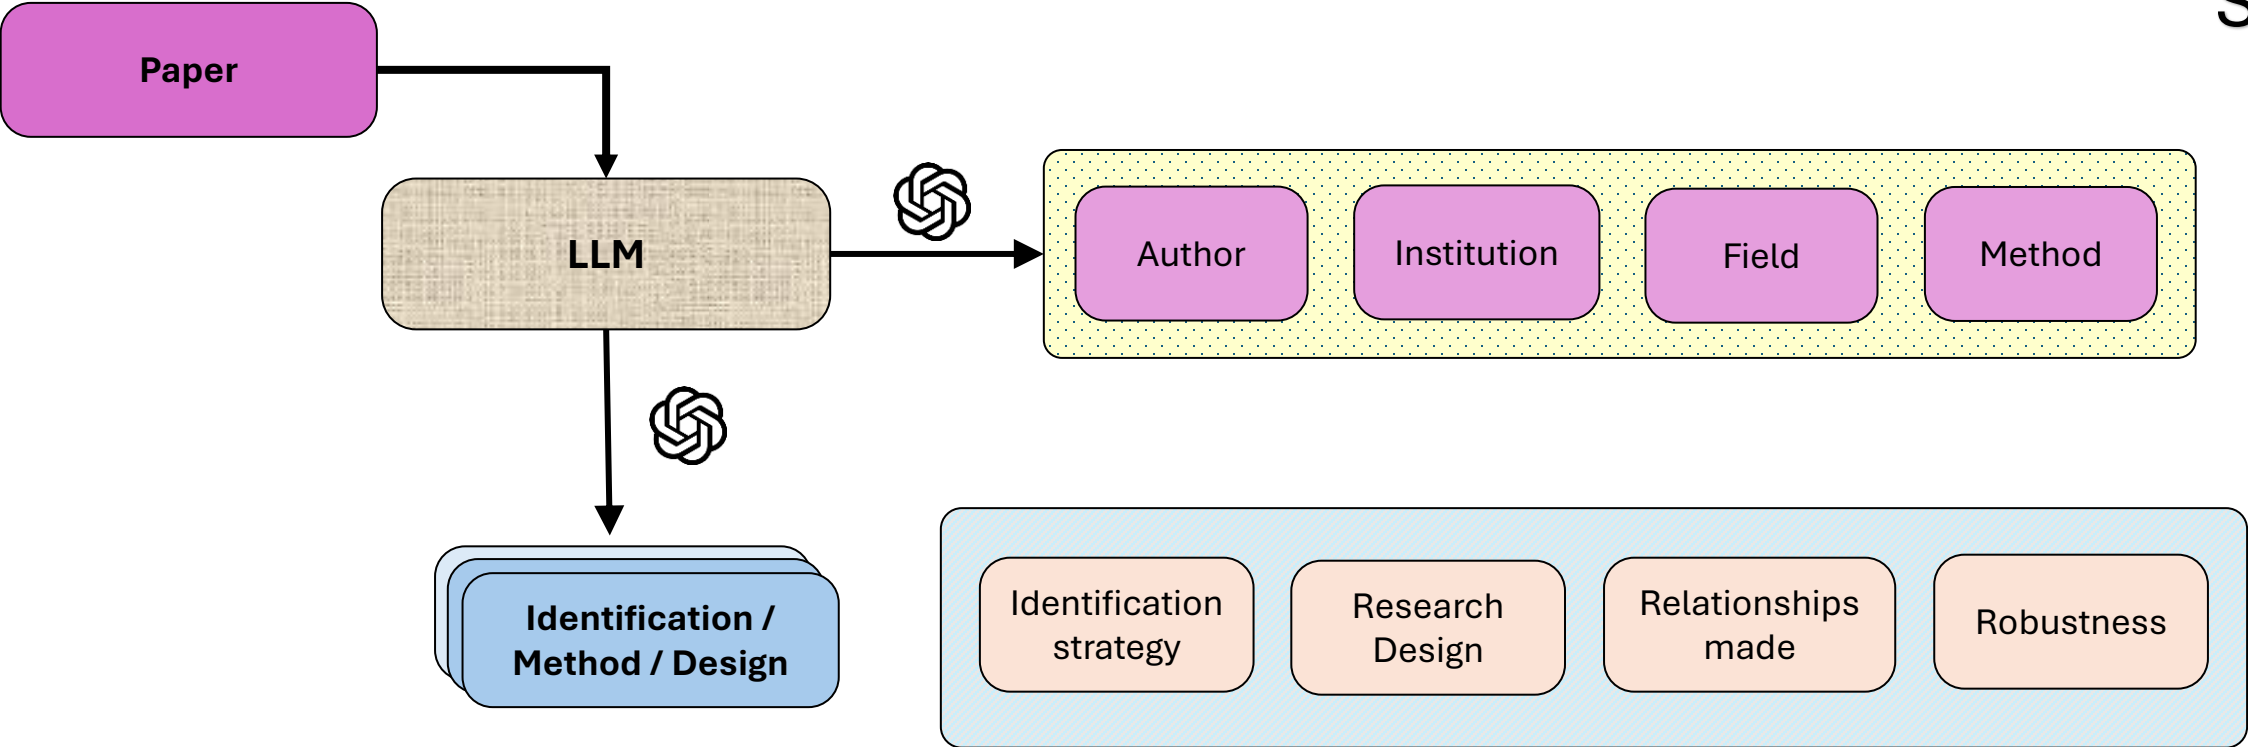 Paper
LLM
Author
Institution
Field
Method
Identification /
Method / Design
Identification
strategy
Research
Design
Relationships
made
Robustness